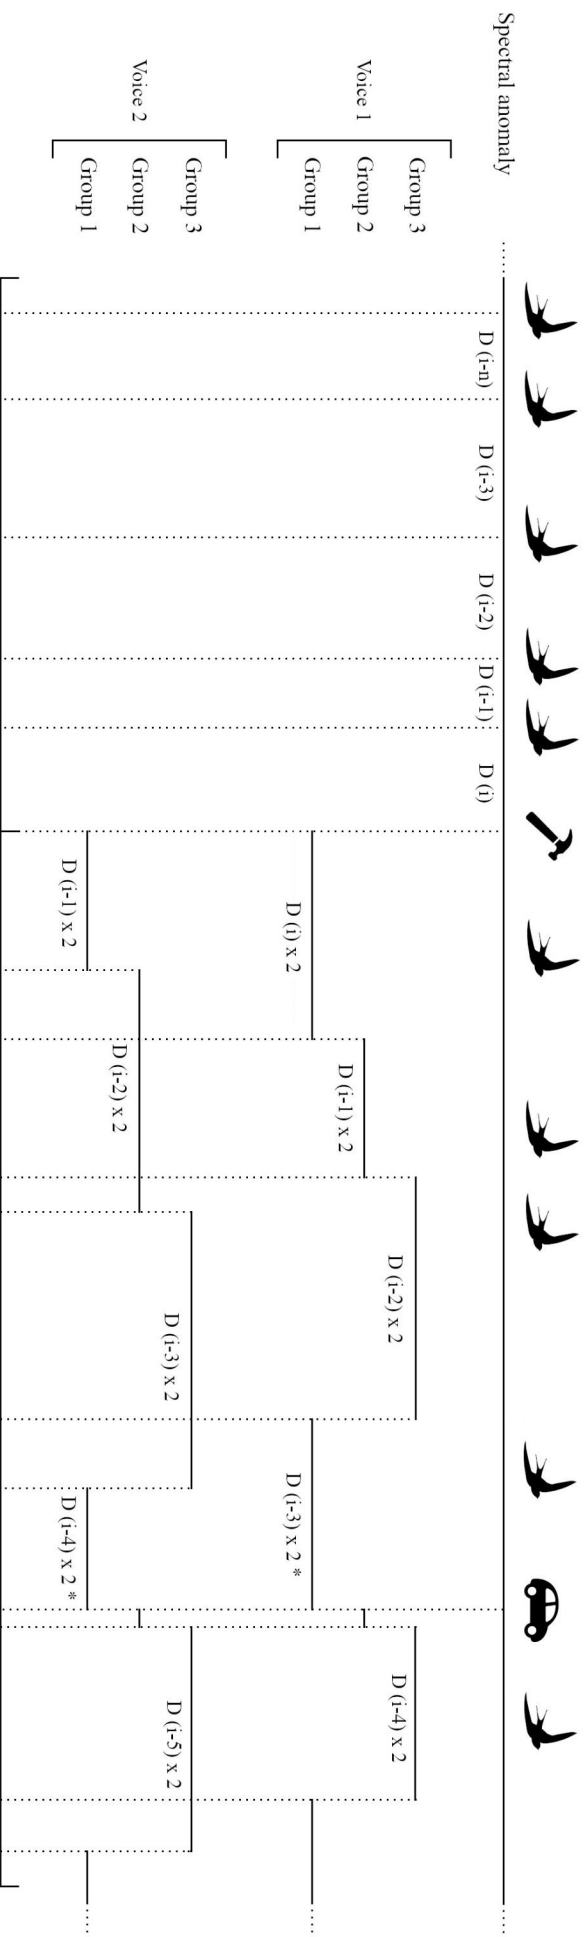 Spectral anomaly
D (i-n)
D (i-3)
D (i-2)
D (i-1)
D (i)
Voice 1
Group 3
Group 2
Group 1
D (i-2) x 2
D (i-4) x 2
D (i-1) x 2
D (i) x 2
D (i-3) x 2 *
Voice 2
Group 3
Group 2
Group 1
D (i-3) x 2
D (i-5) x 2
D (i-2) x 2
D (i-1) x 2
D (i-4) x 2 *